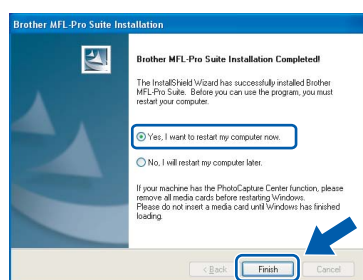 Brother MFL-Pro Suite Installation
Brother MFL-Pro Suite Installation Completed!
The InstallShield Wizard has successfully installed Brother
MFL-Pro Suite. Before you can use the program, you must
restart your computer.
Yes, I want to restart my computer now.
No, I will restart my computer later.
If your machine has the PhotoCapture Center function, please
remove all media cards before restarting Windows.
Please do not insert a media card until Windows has finished
loading.
< Back Finish Cancel